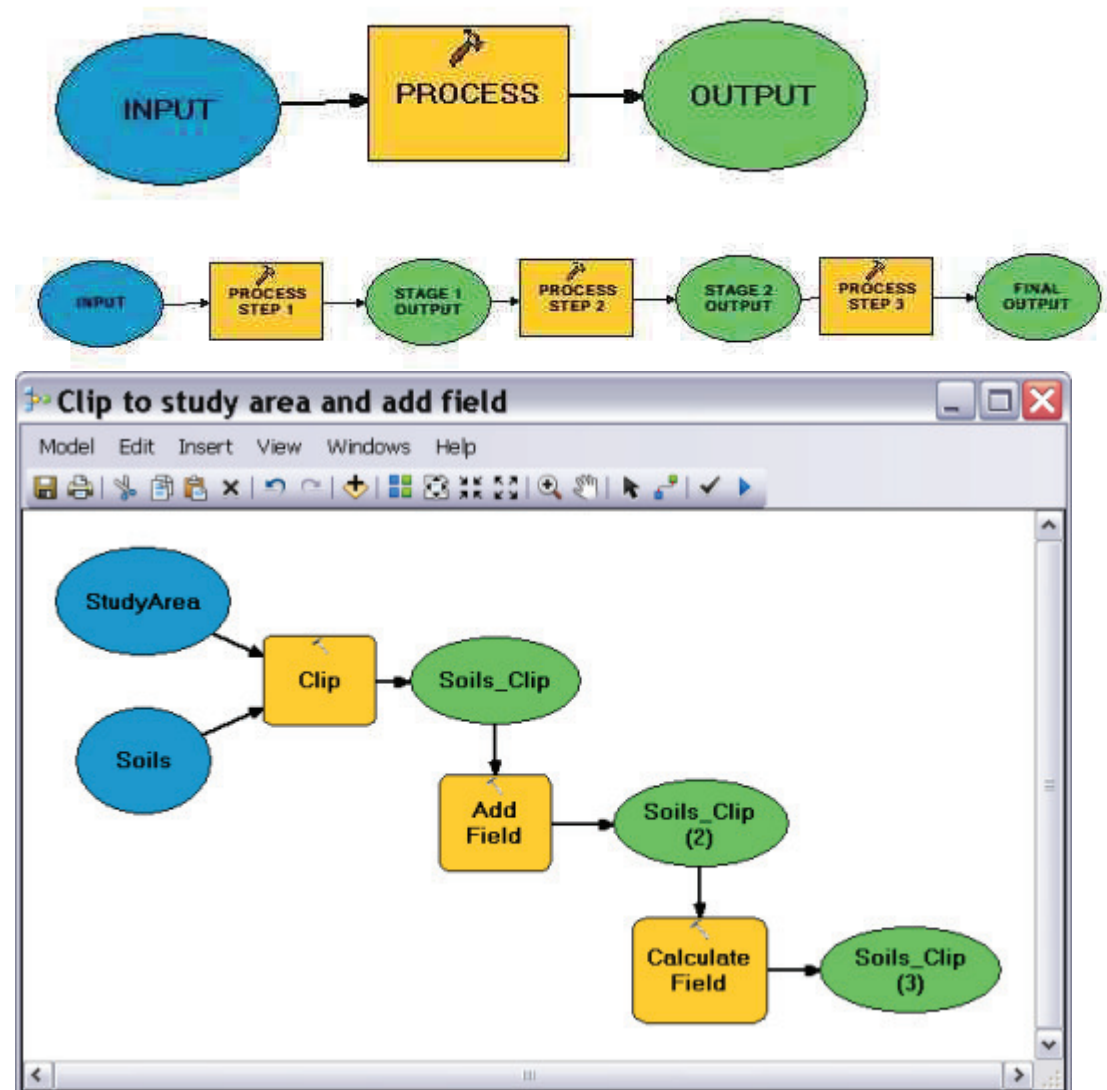 INPUT
PROCESS
OUTPUT
INPUT
PROCESS
STEP 1
STAGE 1
OUTPUT
PROCESS
STEP 2
STAGE 2
OUTPUT
PROCESS
STEP 3
FINAL
OUTPUT
Clip to study area and add field
Model Edit Insert View Windows Help
StudyArea
Soils
Clip
Soils_Clip
Add
Field
Soils_Clip
(2)
Calculate
Field
Soils_Clip
(3)